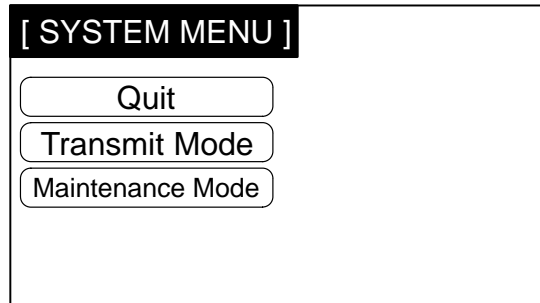 [ SYSTEM MENU ]
Quit
Transmit Mode
Maintenance Mode